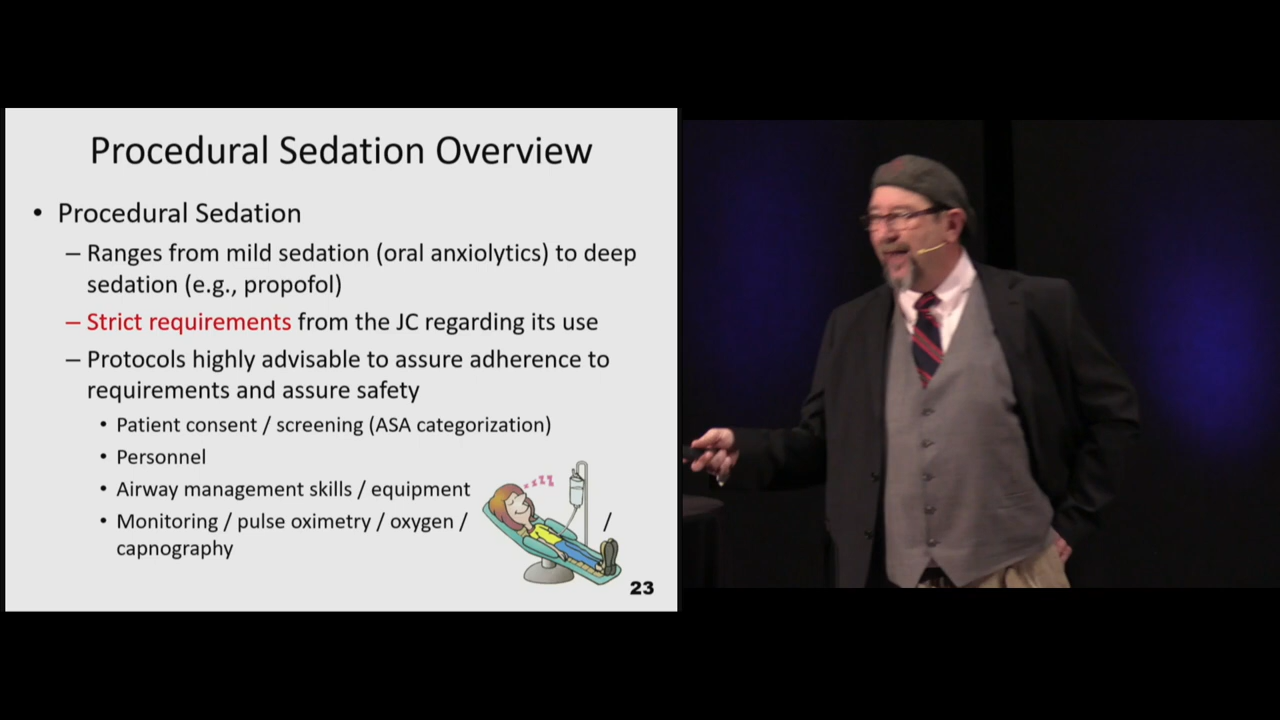 Procedural Sedation Overview
• Procedural Sedation
– Ranges from mild sedation (oral anxiolytics) to deep
sedation (e.g., propofol)
– Strict requirements from the JC regarding its use
– Protocols highly advisable to assure adherence to
requirements and assure safety
• Patient consent / screening (ASA categorization)
• Personnel
• Airway management skills / equipment
• Monitoring / pulse oximetry / oxygen / /
capnography
zzzz
23